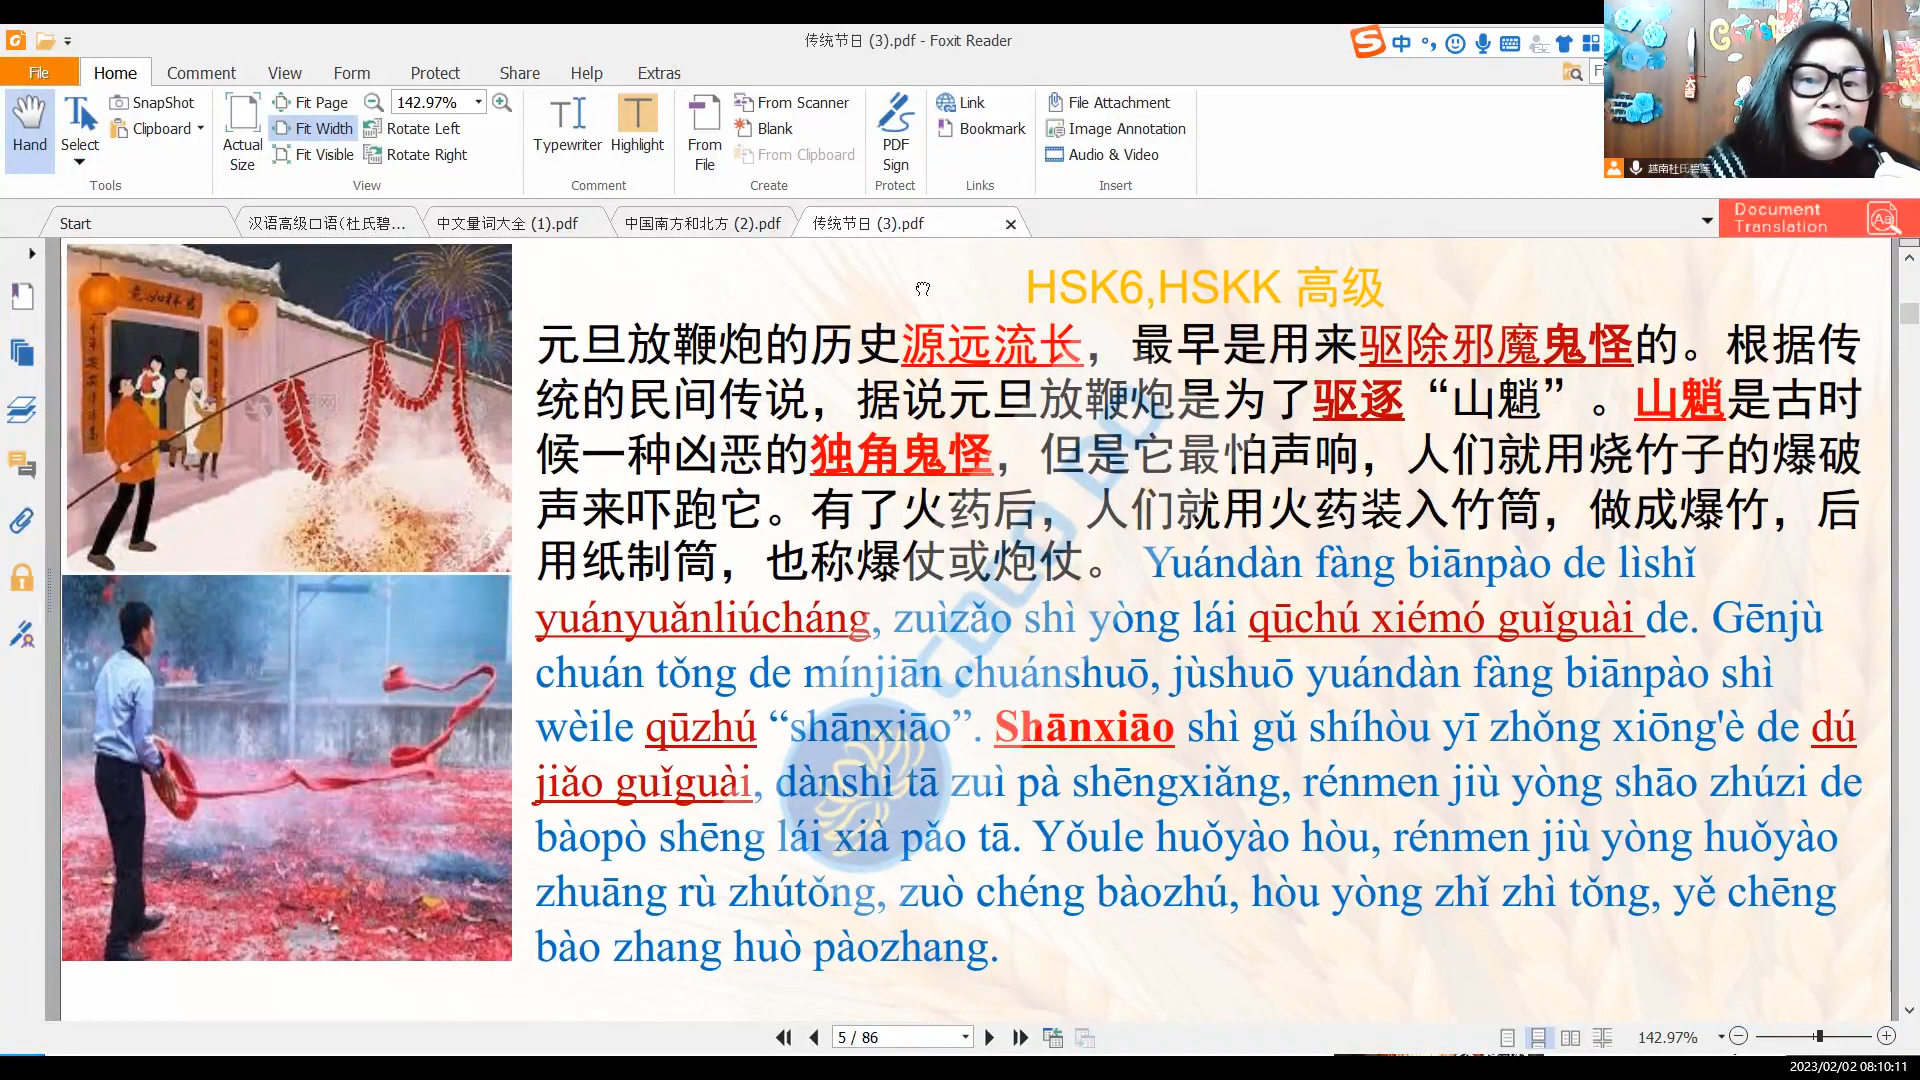 传统节日 (3).pdf - Foxit Reader
中
File
Home
Comment
View
Form
Protect
Share
Help
Extras
Hand
Select
SnapShot
Clipboard
Tools
Actual Size
Fit Page
Fit Width
Fit Visible
142.97%
Rotate Left
Rotate Right
View
Typewriter
Highlight
Comment
From File
From Scanner
Blank
From Clipboard
Create
PDF Sign
Protect
Link
Bookmark
Links
File Attachment
Image Annotation
Audio & Video
Insert
越南杜氏碧莲
Start
汉语高级口语(杜氏碧...
中文量词大全 (1).pdf
中国南方和北方 (2).pdf
传统节日 (3).pdf
Document
Translation
HSK6,HSKK 高级
元旦放鞭炮的历史源远流长，最早是用来驱除邪魔鬼怪的。根据传
统的民间传说，据说元旦放鞭炮是为了驱逐“山魈”。山魈是古时
候一种凶恶的独角鬼怪，但是它最怕声响，人们就用烧竹子的爆破
声来吓跑它。有了火药后，人们就用火药装入竹筒，做成爆竹，后
用纸制筒，也称爆仗或炮仗。 Yuándàn fàng biānpào de lìshǐ
yuányuǎnliúcháng, zuìzǎo shì yòng lái qūchú xiémó guǐguài de. Gēnjù
chuán tǒng de mínjiān chuánshuō, jùshuō yuándàn fàng biānpào shì
wèile qūzhú “shānxiāo”. Shānxiāo shì gǔ shíhòu yī zhǒng xiōng'è de dú
jiǎo guǐguài, dànshì tā zuì pà shēngxiǎng, rénmen jiù yòng shāo zhúzi de
bàopò shēng lái xià pǎo tā. Yǒule huǒyào hòu, rénmen jiù yòng huǒyào
zhuāng rù zhútǒng, zuò chéng bàozhú, hòu yòng zhǐ zhì tǒng, yě chēng
bào zhang huò pàozhang.
5 / 86
142.97%
2023/02/02 08:10:11